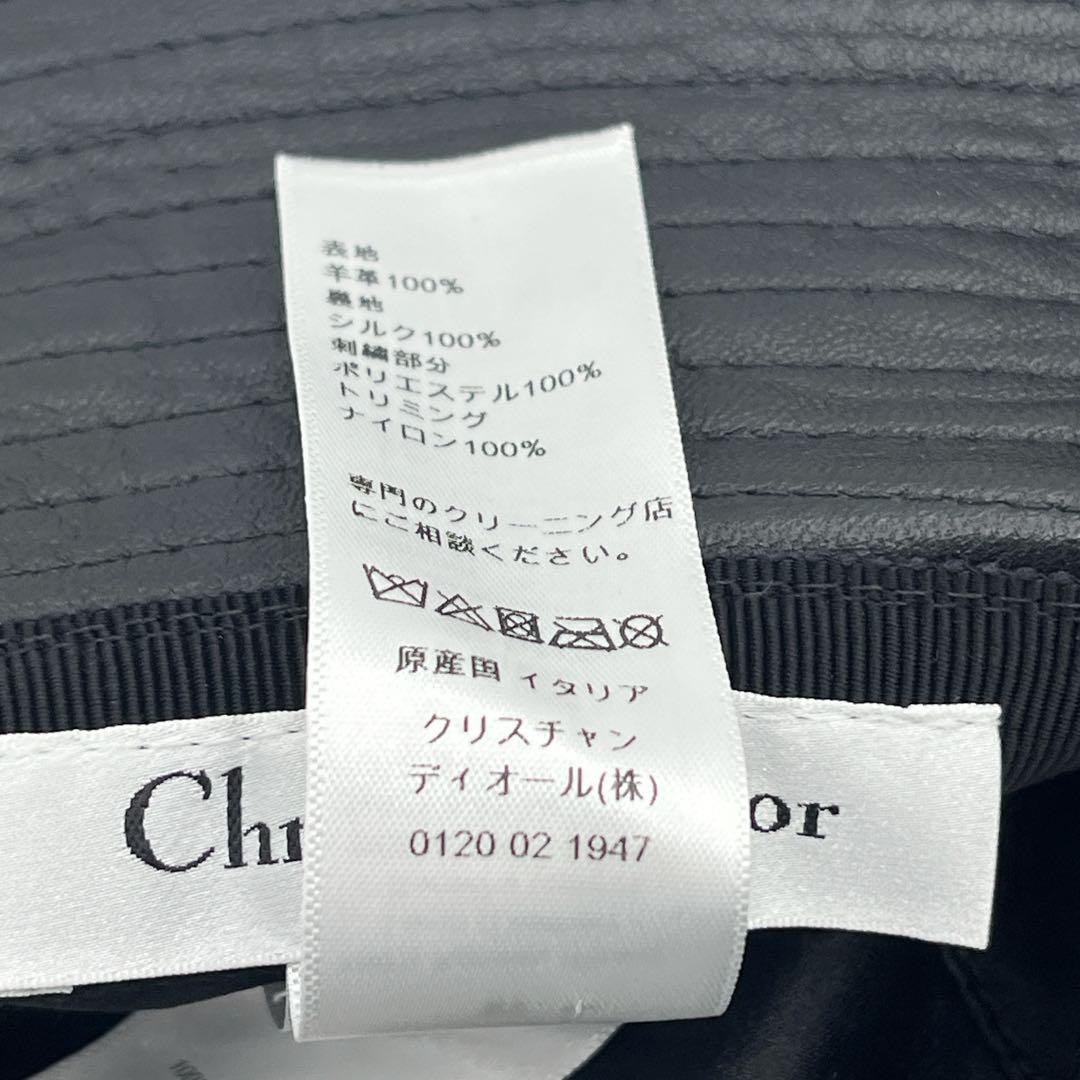 表地
羊革100%
裏地
シルク100%
刺繍部分
ポリエステル100%
トリミング
ナイロン100%
専門のクリーニング店
にご相談ください。
原産国 イタリア
クリスチャン
ディオール(株)
0120 02 1947
Chr
or